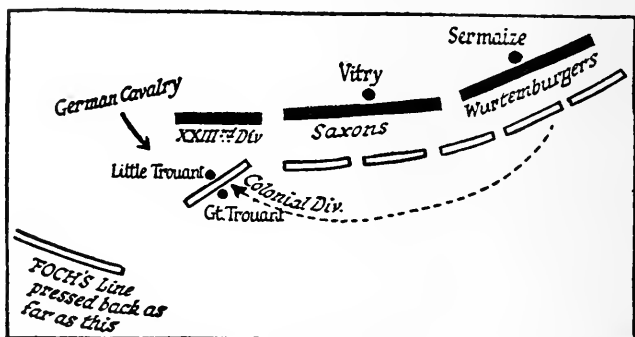 Sermaize
Vitry
German Cavalry
Wurtemburgers
XXIII.rd Div
Saxons
Little Trouant
Colonial Div.
Gt. Trouant
FOCH'S Line
pressed back as
far as this